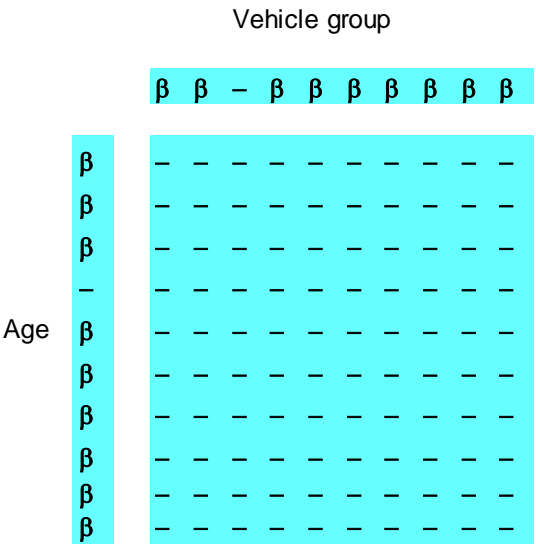 Vehicle group
β β – β β β β β β β
β – – – – – – – – – –
β – – – – – – – – – –
β – – – – – – – – – –
– – – – – – – – – – –
Age β – – – – – – – – – –
β – – – – – – – – – –
β – – – – – – – – – –
β – – – – – – – – – –
β – – – – – – – – – –
β – – – – – – – – – –